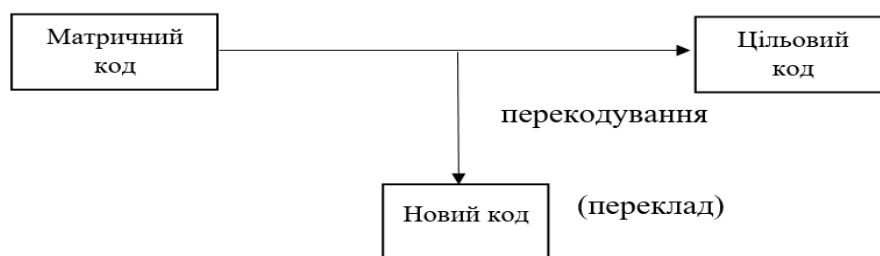 Матричний
код
Цільовий
код
перекодування
Новий код
(переклад)